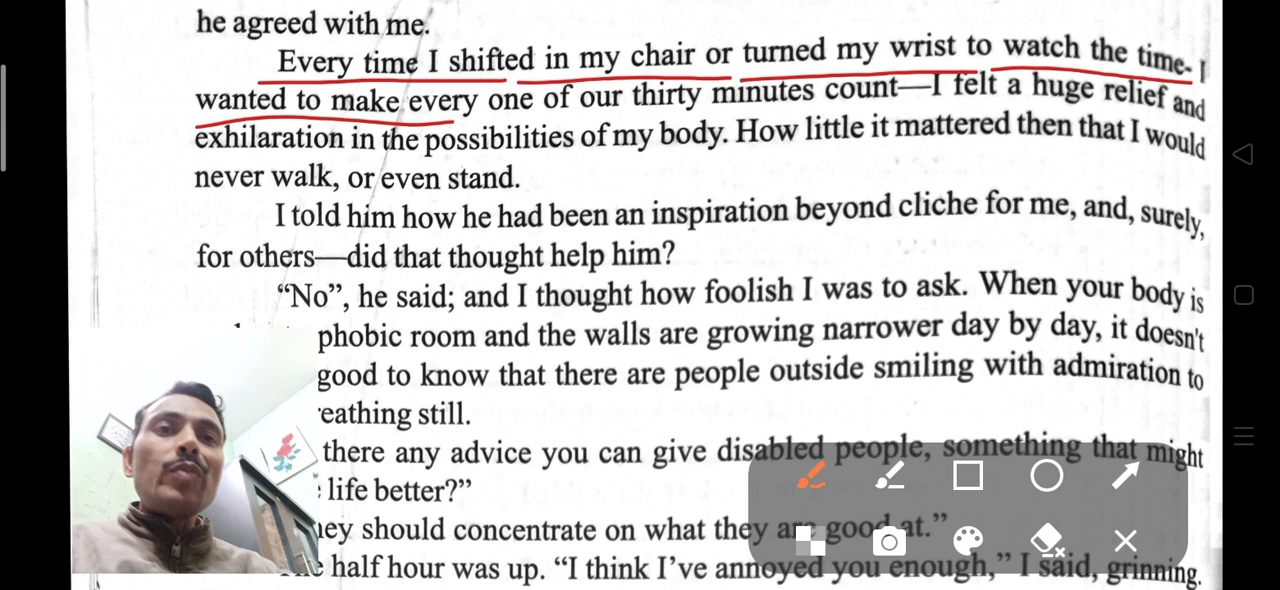 he agreed with me.
Every time I shifted in my chair or turned my wrist to watch the time- I
wanted to make every one of our thirty minutes count—I felt a huge relief and
exhilaration in the possibilities of my body. How little it mattered then that I would
never walk, or even stand.
I told him how he had been an inspiration beyond cliche for me, and, surely,
for others—did that thought help him?
“No”, he said; and I thought how foolish I was to ask. When your body is
phobic room and the walls are growing narrower day by day, it doesn't
good to know that there are people outside smiling with admiration to
eathing still.
there any advice you can give disabled people, something that might
life better?”
ey should concentrate on what they are good at.”
half hour was up. “I think I’ve annoyed you enough,” I said, grinning.